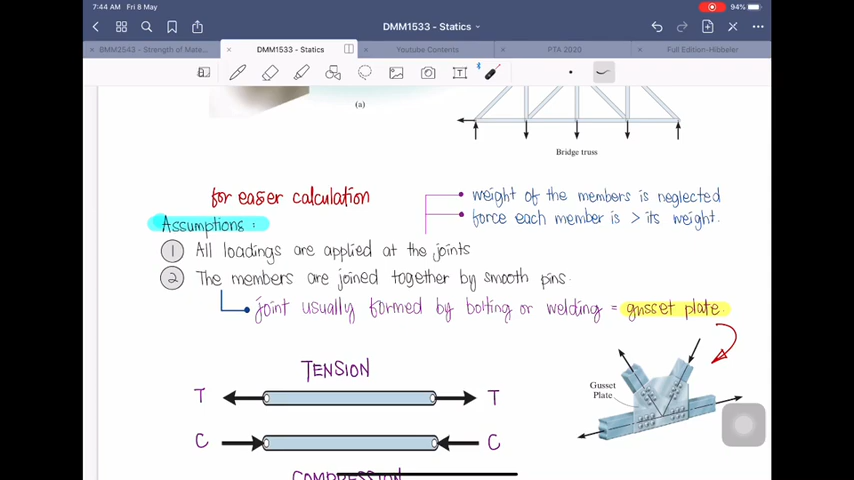 7:44 AM Fri 8 May
94%
DMM1533 - Statics
BMM2543 - Strength of Mate...
DMM1533 - Statics
Youtube Contents
PTA 2020
Full Edition-Hibbeler
(a)
Bridge truss
for easier calculation
weight of the members is neglected
force each member is > its weight.
Assumptions :
1 All loadings are applied at the joints
2 The members are joined together by smooth pins.
joint usually formed by bolting or welding = gusset plate.
TENSION
T T
Gusset
Plate
C C
COMPRESSION